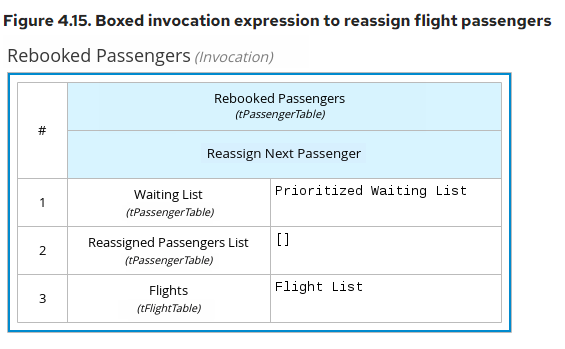 Figure 4.15. Boxed invocation expression to reassign flight passengers
Rebooked Passengers (Invocation)
#
Rebooked Passengers
(tPassengerTable)
Reassign Next Passenger
1
Waiting List
(tPassengerTable)
Prioritized Waiting List
2
Reassigned Passengers List
(tPassengerTable)
[]
3
Flights
(tFlightTable)
Flight List